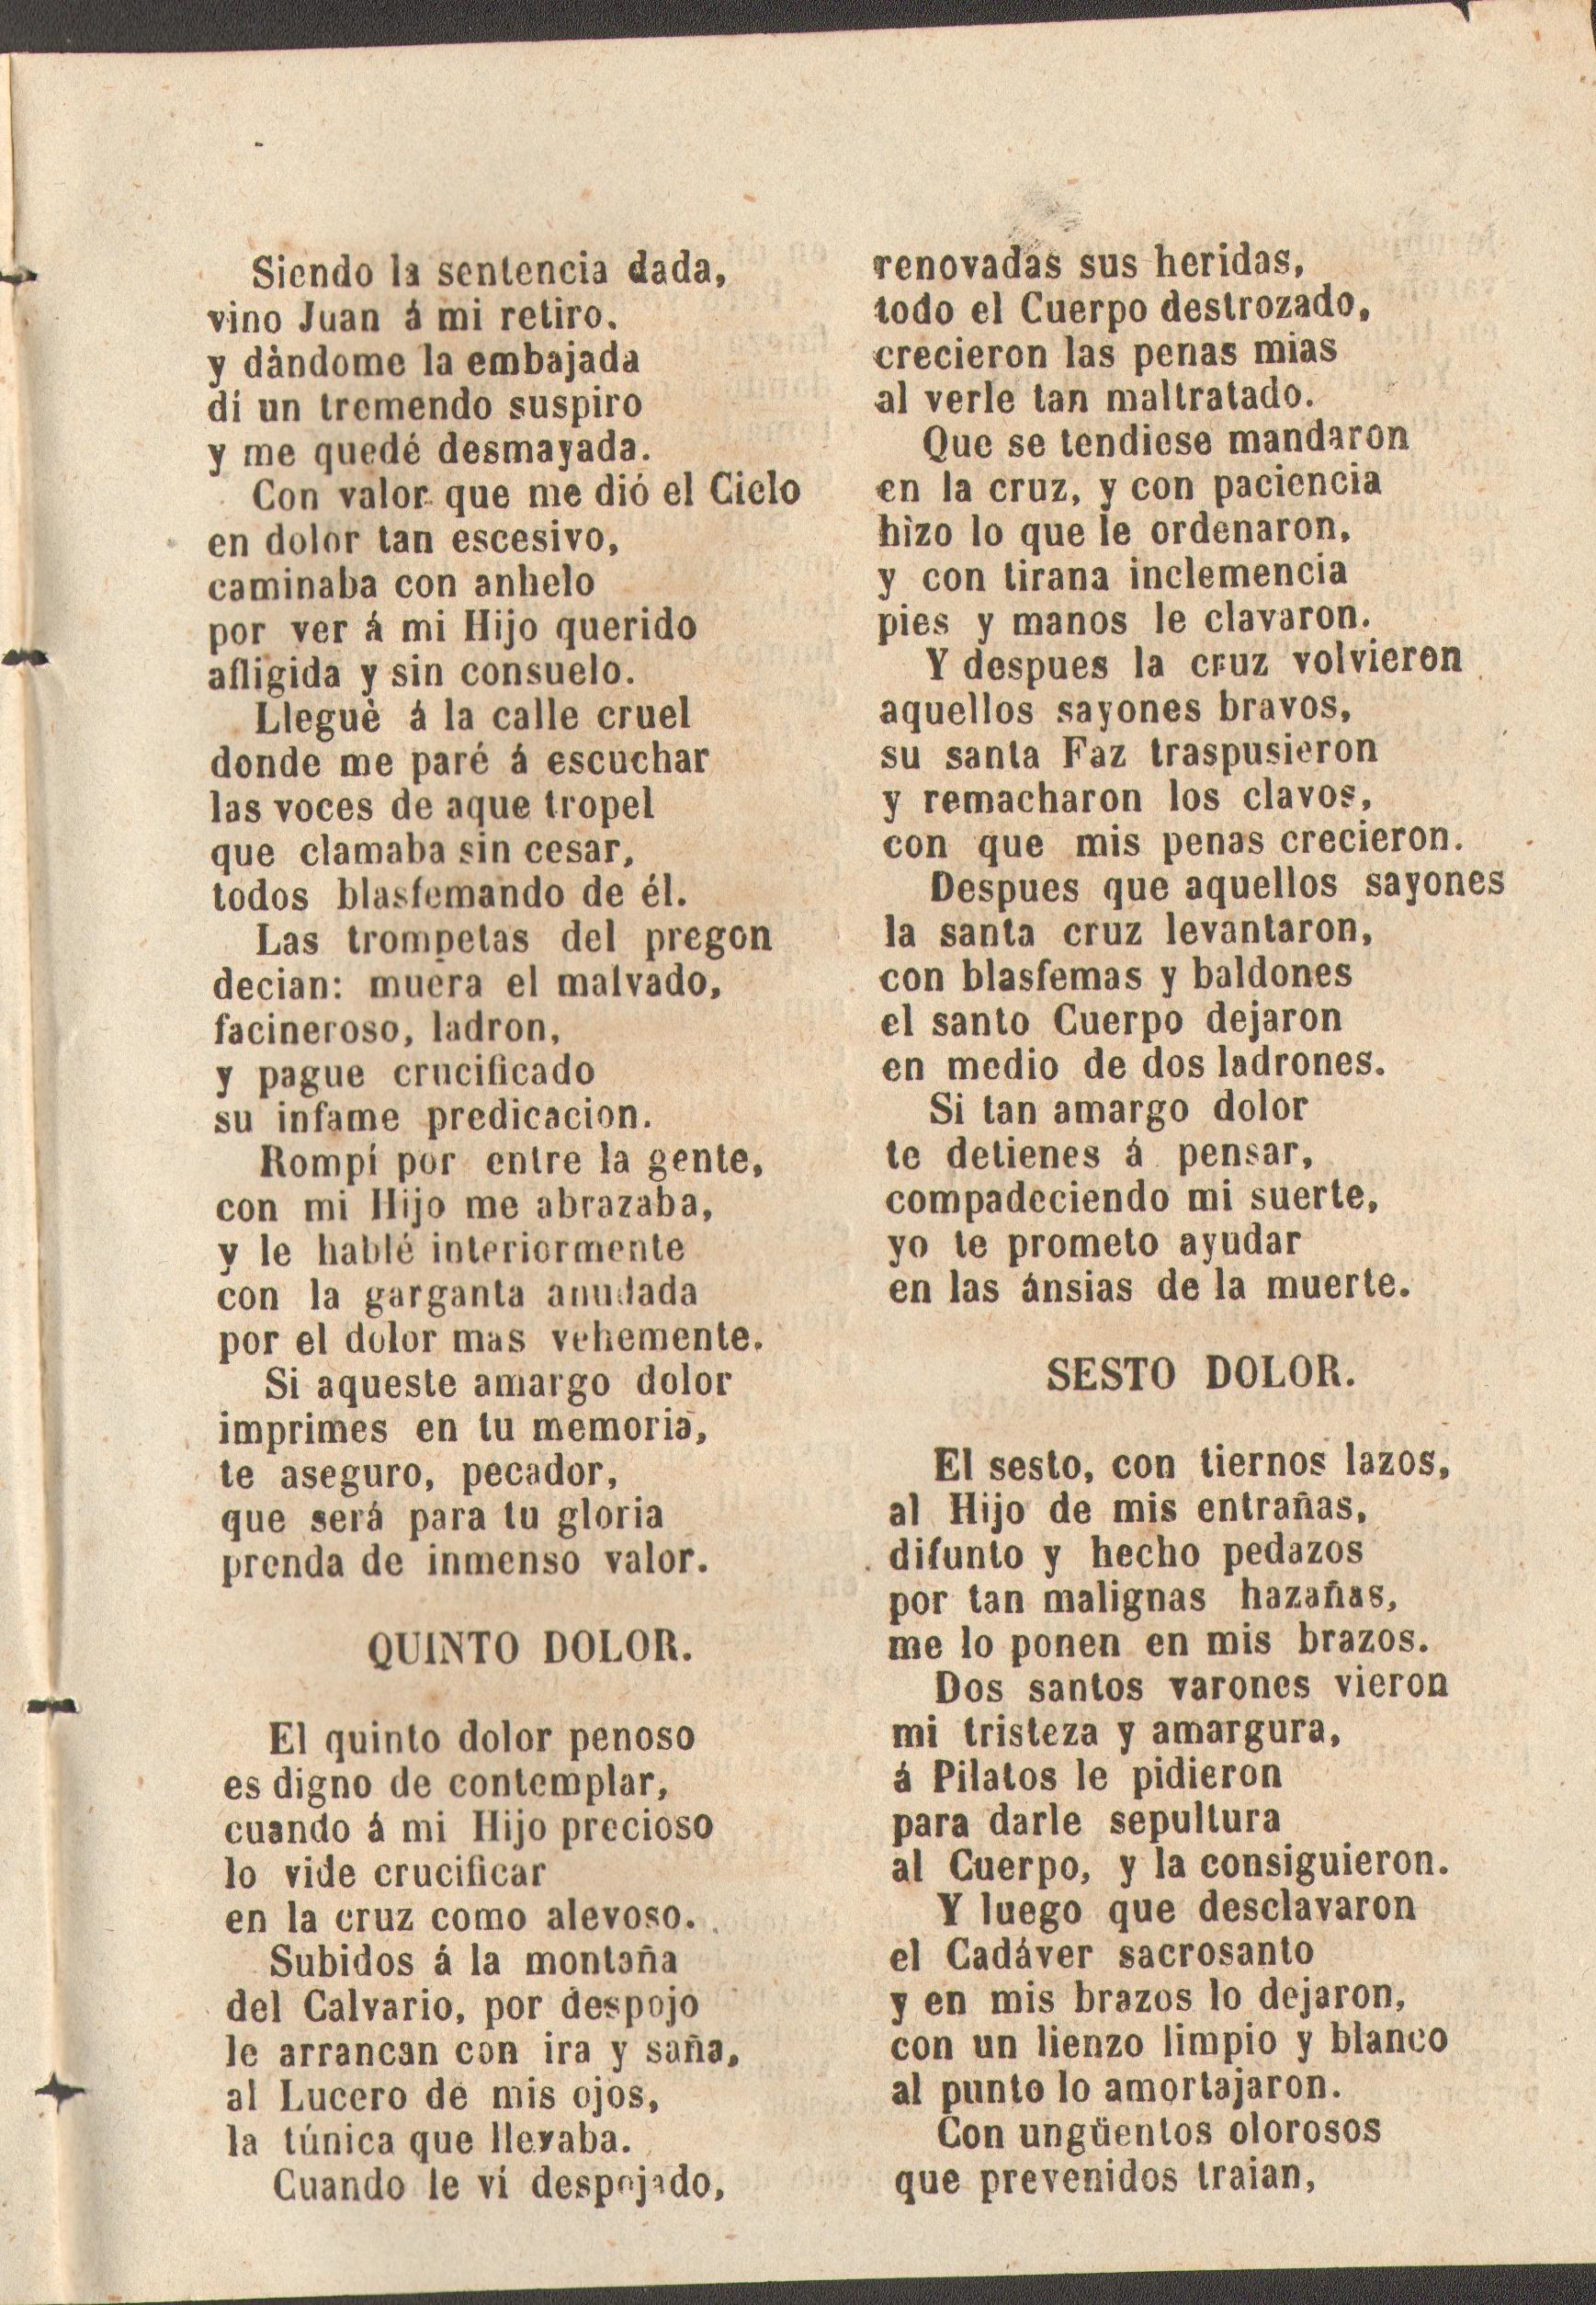 Siendo la sentencia dada,
vino Juan á mi retiro,
y dàndome la embajada
dí un tremendo suspiro
y me quedé desmayada.
Con valor que me dió el Cielo
en dolor tan escesivo,
caminaba con anhelo
por ver á mi Hijo querido
afligida y sin consuelo.
Lleguè á la calle cruel
donde me paré á escuchar
las voces de aque tropel
que clamaba sin cesar,
todos blasfemando de él.
Las trompetas del pregon
decian: muera el malvado,
facineroso, ladron,
y pague crucificado
su infame predicacion.
Rompí por entre la gente,
con mi Hijo me abrazaba,
y le hablé interiormente
con la garganta anudada
por el dolor mas vehemente.
Si aqueste amargo dolor
imprimes en tu memoria,
te aseguro, pecador,
que será para tu gloria
prenda de inmenso valor.
QUINTO DOLOR.
El quinto dolor penoso
es digno de contemplar,
cuando á mi Hijo precioso
lo vide crucificar
en la cruz como alevoso.
Subidos á la montaña
del Calvario, por despojo
le arrancan con ira y saña,
al Lucero de mis ojos,
la túnica que llevaba.
Cuando le ví despojado,
renovadas sus heridas,
todo el Cuerpo destrozado,
crecieron las penas mias
al verle tan maltratado.
Que se tendiese mandaron
en la cruz, y con paciencia
hizo lo que le ordenaron,
y con tirana inclemencia
pies y manos le clavaron.
Y despues la cruz volvieron
aquellos sayones bravos,
su santa Faz traspusieron
y remacharon los clavos,
con que mis penas crecieron.
Despues que aquellos sayones
la santa cruz levantaron,
con blasfemas y baldones
el santo Cuerpo dejaron
en medio de dos ladrones.
Si tan amargo dolor
te detienes á pensar,
compadeciendo mi suerte,
yo te prometo ayudar
en las ánsias de la muerte.
SESTO DOLOR.
El sesto, con tiernos lazos,
al Hijo de mis entrañas,
difunto y hecho pedazos
por tan malignas hazañas,
me lo ponen en mis brazos.
Dos santos varones vieron
mi tristeza y amargura,
á Pilatos le pidieron
para darle sepultura
al Cuerpo, y la consiguieron.
Y luego que desclavaron
el Cadáver sacrosanto
y en mis brazos lo dejaron,
con un lienzo limpio y blanco
al punto lo amortajaron.
Con ungüentos olorosos
que prevenidos traian,